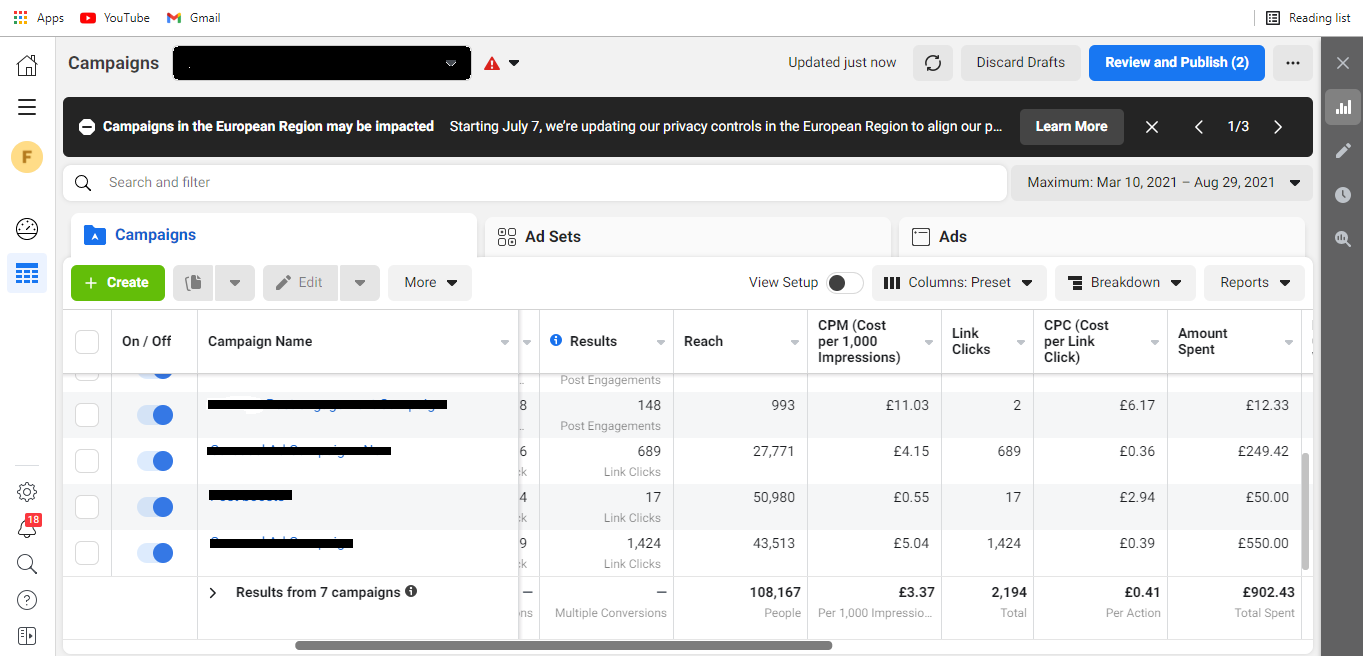 Apps YouTube Gmail Reading list
Campaigns Updated just now Discard Drafts Review and Publish (2)
Campaigns in the European Region may be impacted Starting July 7, we're updating our privacy controls in the European Region to align our p... Learn More 1/3
F
Search and filter Maximum: Mar 10, 2021 – Aug 29, 2021
Campaigns Ad Sets Ads
+ Create Edit More View Setup Columns: Preset Breakdown Reports
On / Off Campaign Name Results Reach CPM (Cost per 1,000 Impressions) Link Clicks CPC (Cost per Link Click) Amount Spent
... Post Engagements
8 148 993 £11.03 2 £6.17 £12.33
... Post Engagements
6 689 27,771 £4.15 689 £0.36 £249.42
ck Link Clicks
4 17 50,980 £0.55 17 £2.94 £50.00
ck Link Clicks
9 1,424 43,513 £5.04 1,424 £0.39 £550.00
ck Link Clicks
Results from 7 campaigns — — 108,167 £3.37 2,194 £0.41 £902.43
ns Multiple Conversions People Per 1,000 Impressio... Total Per Action Total Spent
18